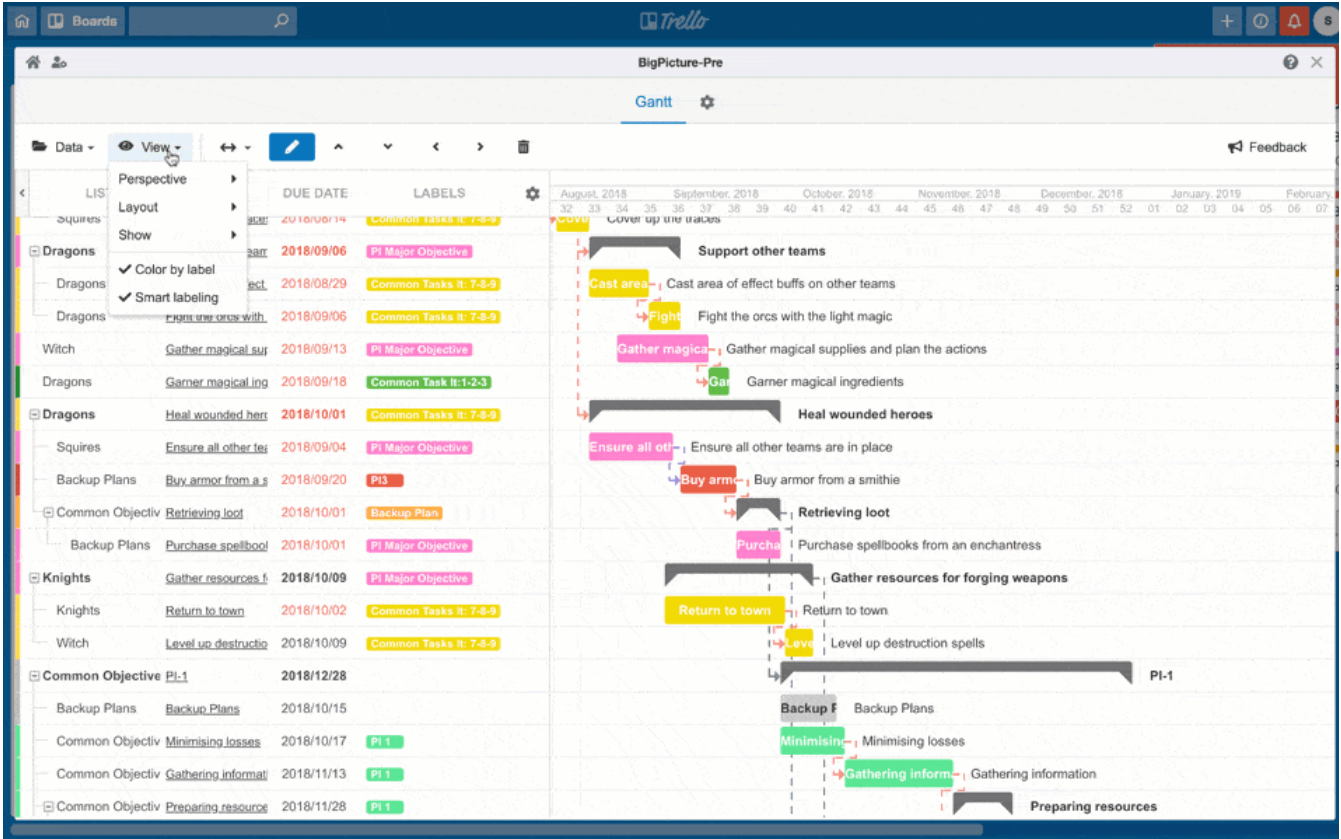 Boards
Trello
S
BigPicture-Pre
Gantt
Data View Feedback
Perspective
Layout
Show
Color by label
Smart labeling
DUE DATE LABELS
August, 2018 September, 2018 October, 2018 November, 2018 December, 2018 January, 2019 February,
32 33 34 35 36 37 38 39 40 41 42 43 44 45 46 47 48 49 50 51 52 01 02 03 04 05 06 07
Squires 2018/08/14 Common Tasks It: 7-8-9 Cove Cover up the traces
Dragons 2018/09/06 PI Major Objective Support other teams
Dragons 2018/08/29 Common Tasks It: 7-8-9 Cast area Cast area of effect buffs on other teams
Dragons Fight the orcs with 2018/09/06 Common Tasks It: 7-8-9 Fight Fight the orcs with the light magic
Witch Gather magical sup 2018/09/13 PI Major Objective Gather magica Gather magical supplies and plan the actions
Dragons Garner magical ing 2018/09/18 Common Task It:1-2-3 Gar Garner magical ingredients
Dragons Heal wounded hero 2018/10/01 Common Tasks It: 7-8-9 Heal wounded heroes
Squires Ensure all other tea 2018/09/04 PI Major Objective Ensure all oth Ensure all other teams are in place
Backup Plans Buy armor from a s 2018/09/20 PI3 Buy armo Buy armor from a smithie
Common Objectiv Retrieving loot 2018/10/01 Backup Plan Retrieving loot
Backup Plans Purchase spellbool 2018/10/01 PI Major Objective Purcha Purchase spellbooks from an enchantress
Knights Gather resources f 2018/10/09 PI Major Objective Gather resources for forging weapons
Knights Return to town 2018/10/02 Common Tasks It: 7-8-9 Return to town Return to town
Witch Level up destructio 2018/10/09 Common Tasks It: 7-8-9 Leve Level up destruction spells
Common Objective PI-1 2018/12/28 PI-1
Backup Plans Backup Plans 2018/10/15 Backup P Backup Plans
Common Objectiv Minimising losses 2018/10/17 PI 1 Minimising Minimising losses
Common Objectiv Gathering informati 2018/11/13 PI 1 Gathering inform Gathering information
Common Objectiv Preparing resource 2018/11/28 PI 1 Preparing resources